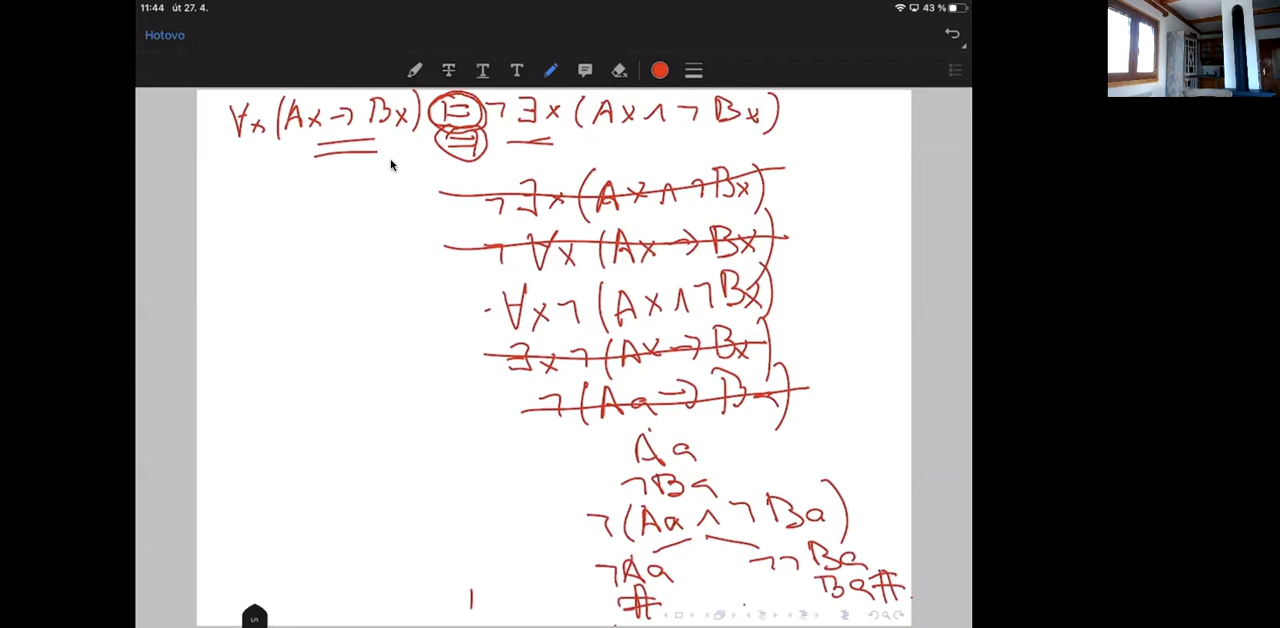 11:44 út 27. 4.
43 %
Hotovo
∀x (Ax → Bx) ⊨ ¬∃x (Ax ∧ ¬Bx)
¬∃x (Ax ∧ ¬Bx)
¬∀x (Ax → Bx)
∀x ¬(Ax ∧ ¬Bx)
∃x ¬(Ax → Bx)
¬(Aa → Ba)
Aa
¬Ba
¬(Aa ∧ ¬Ba)
¬Aa ¬¬Ba
# Ba #
5